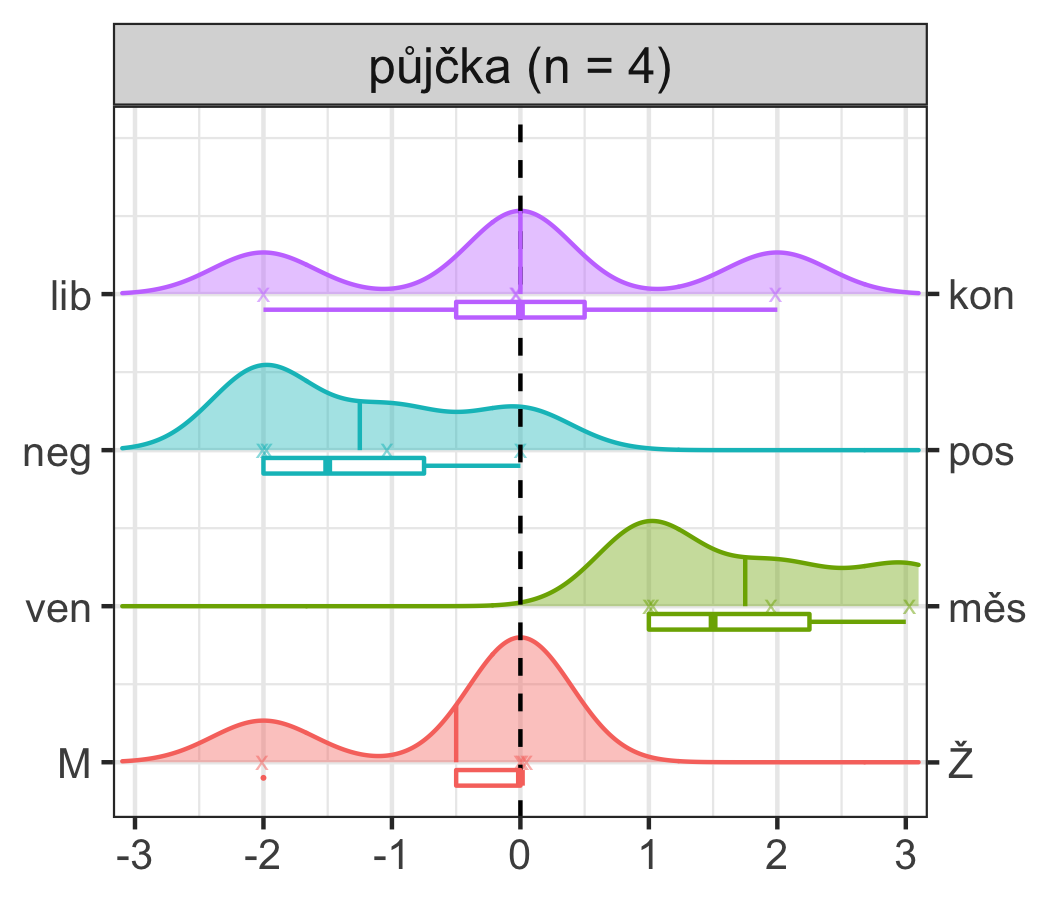 půjčka (n = 4)
lib kon
neg pos
ven měs
M Ž
-3 -2 -1 0 1 2 3